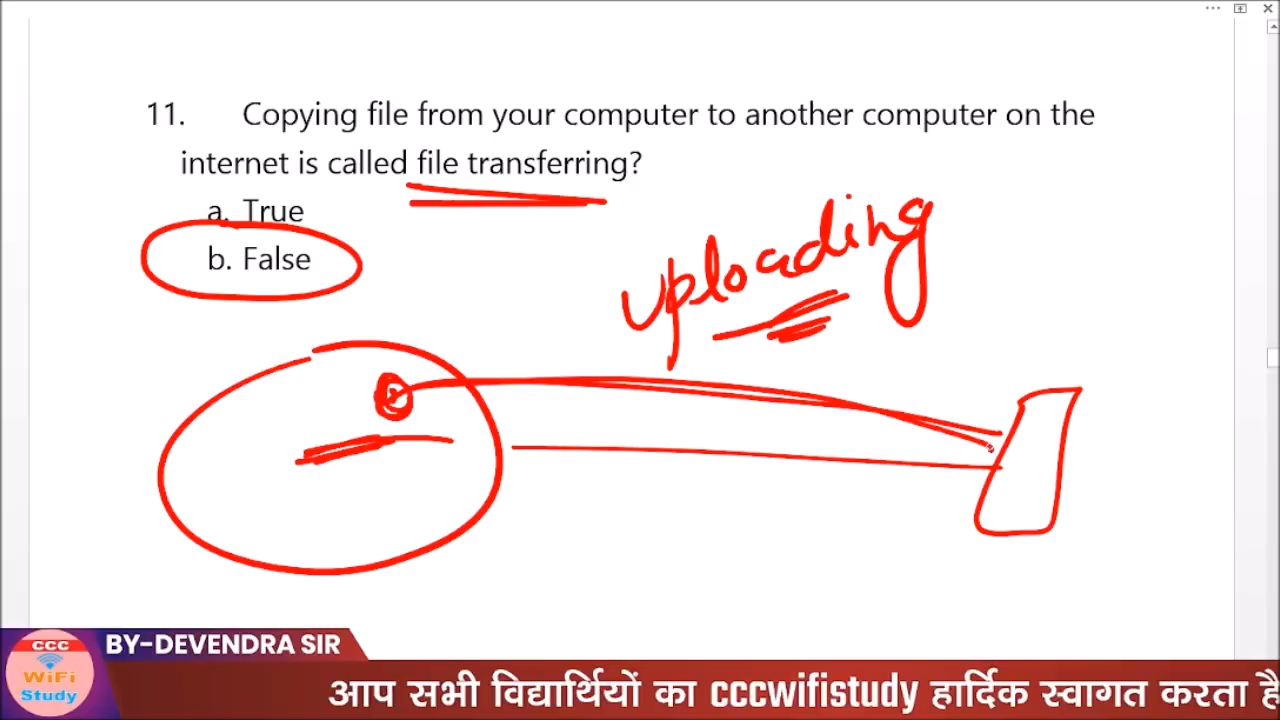 11. Copying file from your computer to another computer on the
internet is called file transferring?
a. True
b. False
uploading
CCC
WiFi
Study
BY-DEVENDRA SIR
आप सभी विद्यार्थियों का cccwifistudy हार्दिक स्वागत करता है